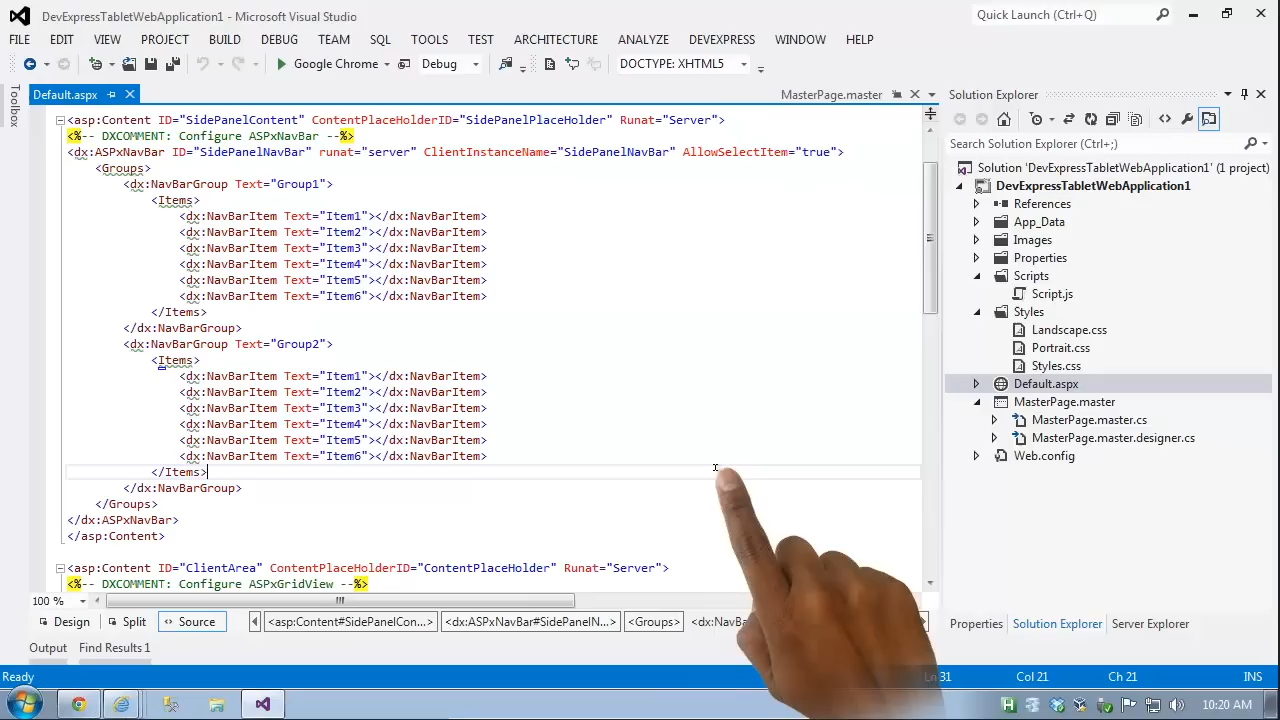 DevExpressTabletWebApplication1 - Microsoft Visual Studio
Quick Launch (Ctrl+Q)
FILE EDIT VIEW PROJECT BUILD DEBUG TEAM SQL TOOLS TEST ARCHITECTURE ANALYZE DEVEXPRESS WINDOW HELP
Google Chrome Debug DOCTYPE: XHTML5
Toolbox
Default.aspx
MasterPage.master
<asp:Content ID="SidePanelContent" ContentPlaceHolderID="SidePanelPlaceHolder" Runat="Server">
<%-- DXCOMMENT: Configure ASPxNavBar --%>
<dx:ASPxNavBar ID="SidePanelNavBar" runat="server" ClientInstanceName="SidePanelNavBar" AllowSelectItem="true">
<Groups>
<dx:NavBarGroup Text="Group1">
<Items>
<dx:NavBarItem Text="Item1"></dx:NavBarItem>
<dx:NavBarItem Text="Item2"></dx:NavBarItem>
<dx:NavBarItem Text="Item3"></dx:NavBarItem>
<dx:NavBarItem Text="Item4"></dx:NavBarItem>
<dx:NavBarItem Text="Item5"></dx:NavBarItem>
<dx:NavBarItem Text="Item6"></dx:NavBarItem>
</Items>
</dx:NavBarGroup>
<dx:NavBarGroup Text="Group2">
<Items>
<dx:NavBarItem Text="Item1"></dx:NavBarItem>
<dx:NavBarItem Text="Item2"></dx:NavBarItem>
<dx:NavBarItem Text="Item3"></dx:NavBarItem>
<dx:NavBarItem Text="Item4"></dx:NavBarItem>
<dx:NavBarItem Text="Item5"></dx:NavBarItem>
<dx:NavBarItem Text="Item6"></dx:NavBarItem>
</Items>
</dx:NavBarGroup>
</Groups>
</dx:ASPxNavBar>
</asp:Content>
<asp:Content ID="ClientArea" ContentPlaceHolderID="ContentPlaceHolder" Runat="Server">
<%-- DXCOMMENT: Configure ASPxGridView --%>
100 %
Design Split Source <asp:Content#SidePanelCon...> <dx:ASPxNavBar#SidePanelN...> <Groups> <dx:NavBa
Output Find Results 1
Solution Explorer
Search Solution Explorer (Ctrl+;)
Solution 'DevExpressTabletWebApplication1' (1 project)
DevExpressTabletWebApplication1
References
App_Data
Images
Properties
Scripts
Script.js
Styles
Landscape.css
Portrait.css
Styles.css
Default.aspx
MasterPage.master
MasterPage.master.cs
MasterPage.master.designer.cs
Web.config
Properties Solution Explorer Server Explorer
Ready Ln 31 Col 21 Ch 21 INS
10:20 AM